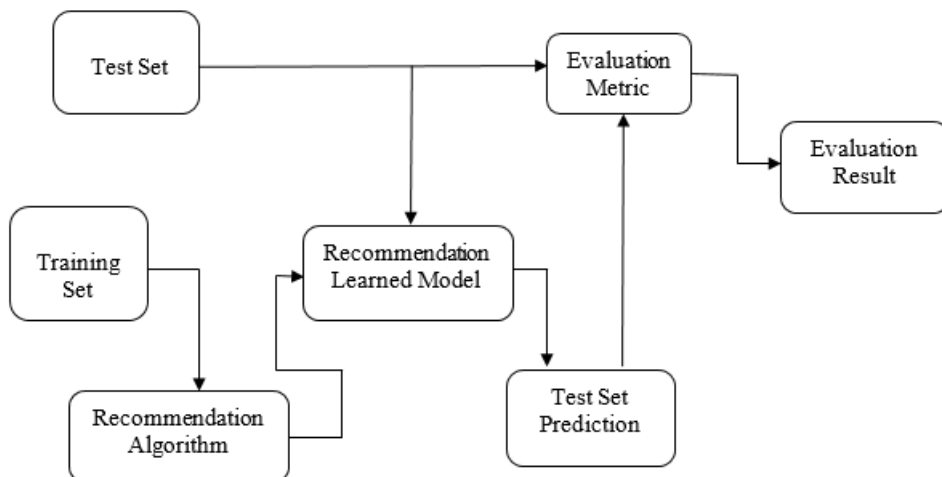 Test Set
Evaluation
Metric
Evaluation
Result
Training
Set
Recommendation
Learned Model
Recommendation
Algorithm
Test Set
Prediction